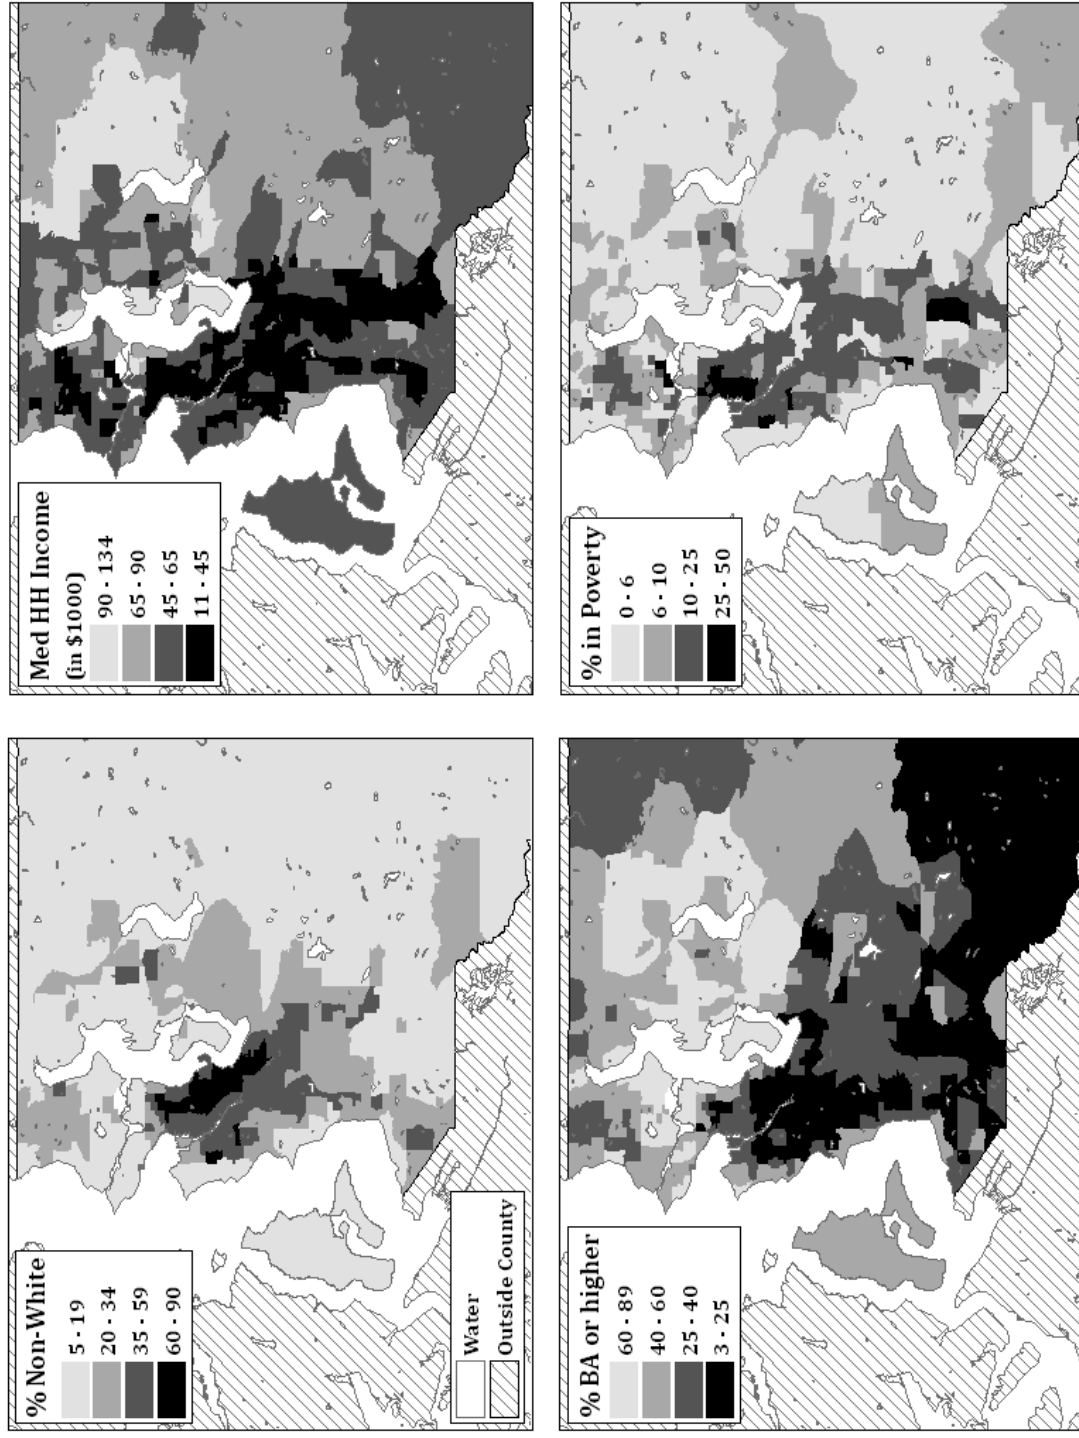 Med HH Income
(in $1000)
90 - 134
65 - 90
45 - 65
11 - 45
% in Poverty
0 - 6
6 - 10
10 - 25
25 - 50
% Non-White
5 - 19
20 - 34
35 - 59
60 - 90
Water
Outside County
% BA or higher
60 - 89
40 - 60
25 - 40
3 - 25